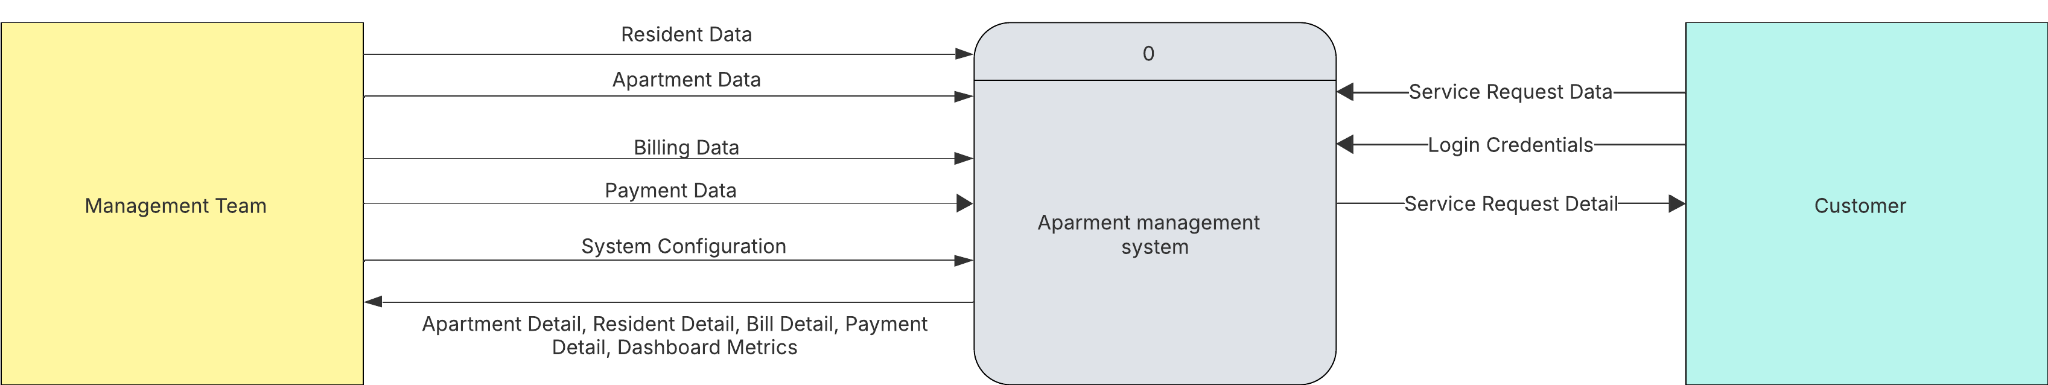 Resident Data
0
Apartment Data
Service Request Data
Billing Data
Login Credentials
Payment Data
Management Team
Service Request Detail
Customer
Aparment management
system
System Configuration
Apartment Detail, Resident Detail, Bill Detail, Payment
Detail, Dashboard Metrics